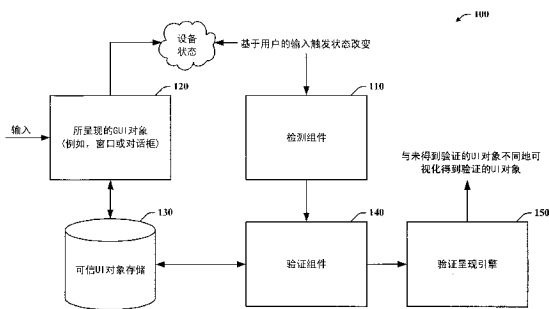 100
设备
状态
基于用户的输入触发状态改变
120
110
输入
所呈现的GUI对象
(例如，窗口或对话框)
检测组件
与未得到验证的UI对象不同地可
视化得到验证的UI对象
130
140
150
可信UI对象存储
验证组件
验证呈现引擎